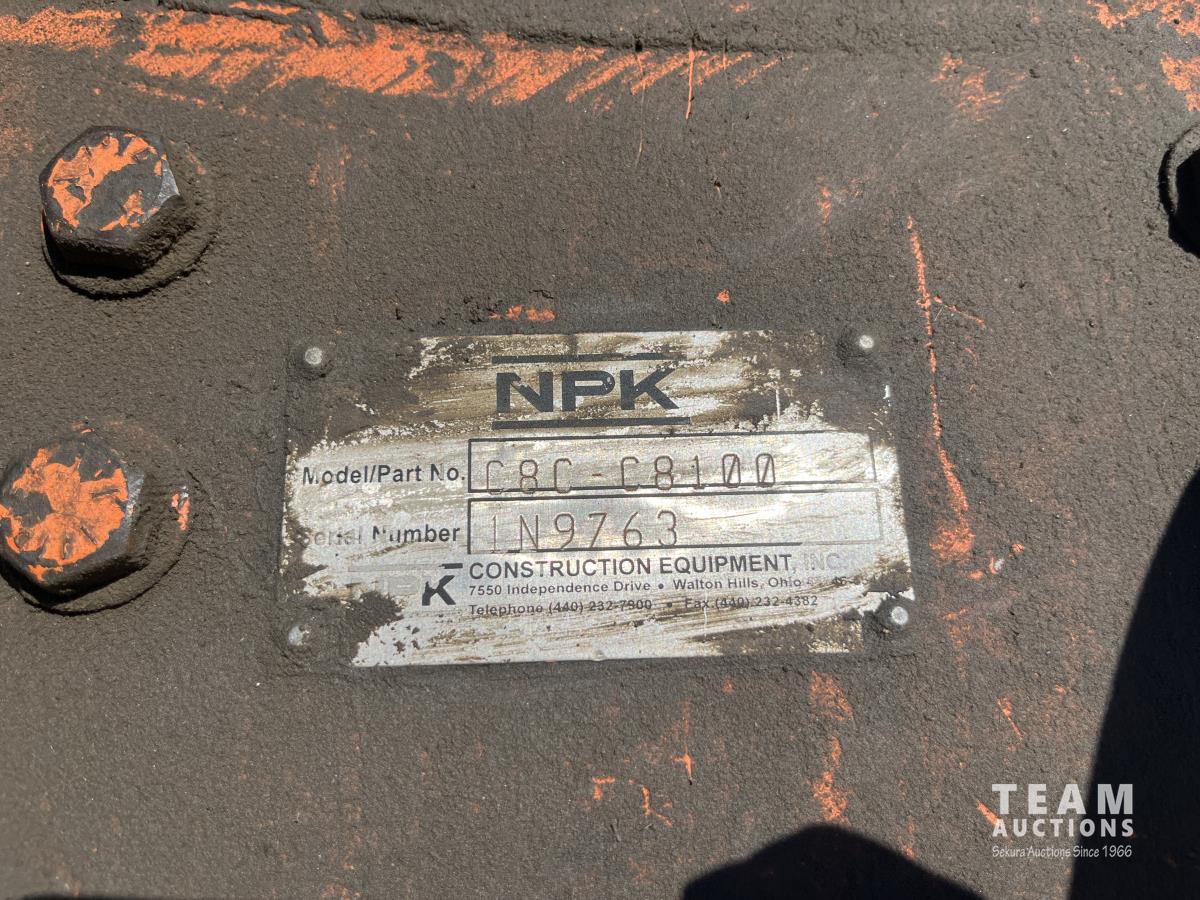 NPK
Model/Part No. C8C-C8100
Serial Number 1N9763
NPK CONSTRUCTION EQUIPMENT, INC.
7550 Independence Drive • Walton Hills, Ohio
Telephone (440) 232-7900 • Fax (440) 232-4382
TEAM
AUCTIONS
Sekura Auctions Since 1966